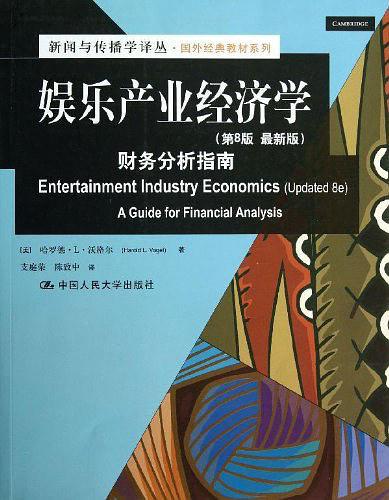 CAMBRIDGE
新闻与传播学译丛·国外经典教材系列
娱乐产业经济学
(第8版 最新版)
财务分析指南
Entertainment Industry Economics (Updated 8e)
A Guide for Financial Analysis
[美] 哈罗德·L·沃格尔 (Harold L. Vogel) 著
支庭荣 陈致中 译
中国人民大学出版社